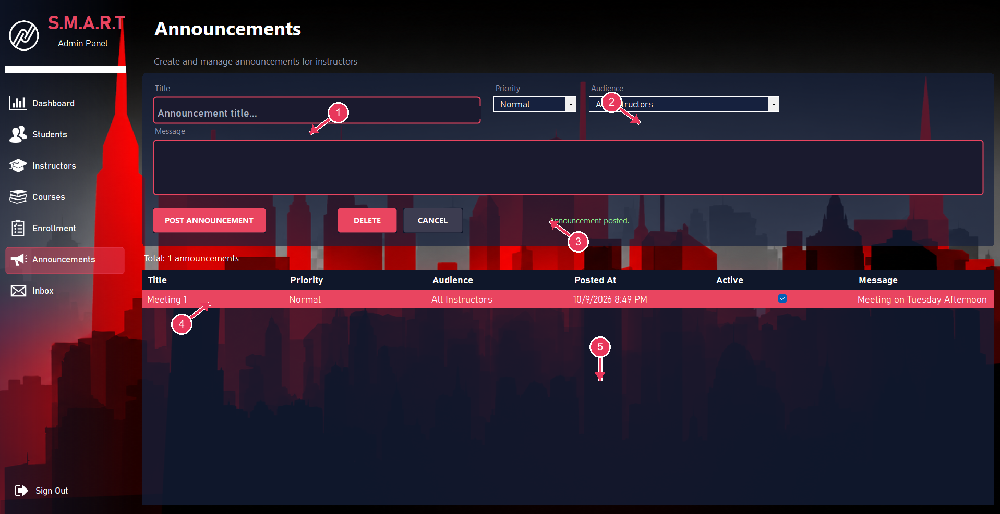 S.M.A.R.T
Admin Panel
Dashboard
Students
Instructors
Courses
Enrollment
Announcements
Inbox
Sign Out
Announcements
Create and manage announcements for instructors
Title
Priority
Audience
Announcement title...
1
Normal
2
structors
Message
POST ANNOUNCEMENT
DELETE
CANCEL
Announcement posted.
3
Total: 1 announcements
Title Priority Audience Posted At Active Message
Meeting 1 Normal All Instructors 10/9/2026 8:49 PM Meeting on Tuesday Afternoon
4
5